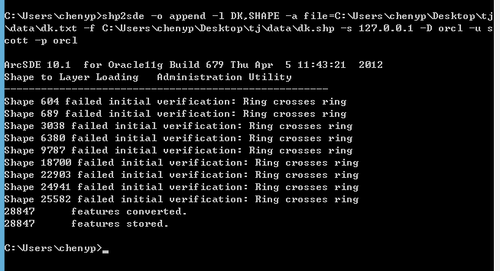 C:\Users\chenyp>shp2sde -o append -l DK,SHAPE -a file=C:\Users\chenyp\Desktop\tj
\data\dk.txt -f C:\Users\chenyp\Desktop\tj\data\dk.shp -s 127.0.0.1 -D orcl -u s
cott -p orcl
ArcSDE 10.1  for Oracle11g Build 679 Thu Apr  5 11:43:21  2012
Shape to Layer Loading   Administration Utility
-----------------------------------------------------
Shape 604 failed initial verification: Ring crosses ring
Shape 689 failed initial verification: Ring crosses ring
Shape 3038 failed initial verification: Ring crosses ring
Shape 6380 failed initial verification: Ring crosses ring
Shape 9787 failed initial verification: Ring crosses ring
Shape 18700 failed initial verification: Ring crosses ring
Shape 22903 failed initial verification: Ring crosses ring
Shape 24941 failed initial verification: Ring crosses ring
Shape 25582 failed initial verification: Ring crosses ring
28847      features converted.
28847      features stored.
C:\Users\chenyp>_